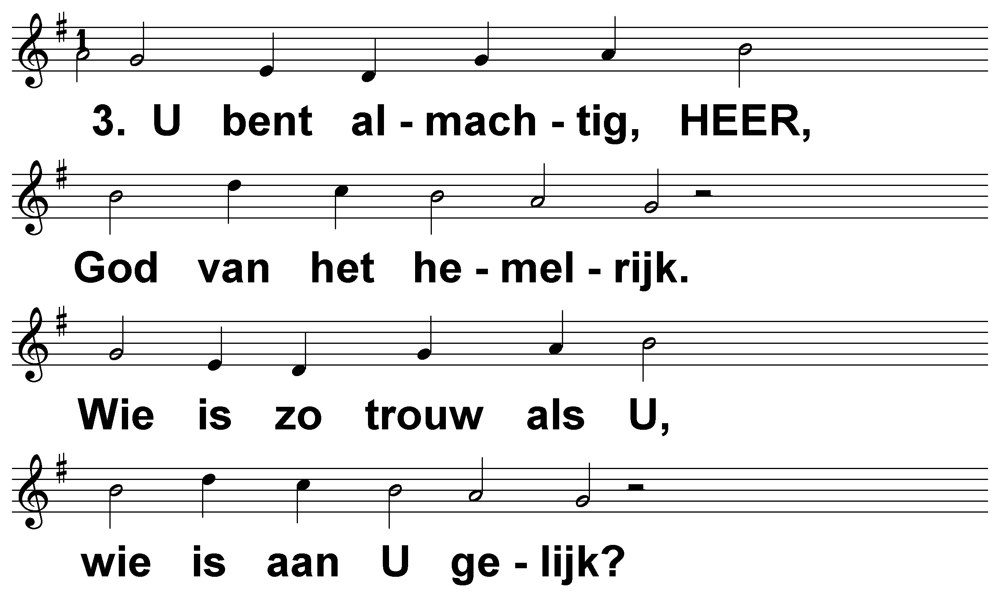 1
3. U bent al - mach - tig, HEER,
God van het he - mel - rijk.
Wie is zo trouw als U,
wie is aan U ge - lijk?